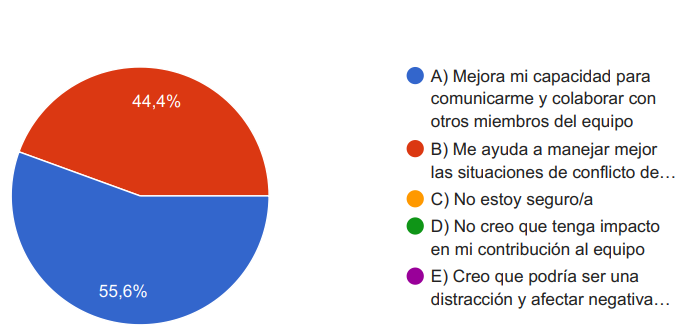 44,4%
55,6%
A) Mejora mi capacidad para
comunicarme y colaborar con
otros miembros del equipo
B) Me ayuda a manejar mejor
las situaciones de conflicto de…
C) No estoy seguro/a
D) No creo que tenga impacto
en mi contribución al equipo
E) Creo que podría ser una
distracción y afectar negativa…